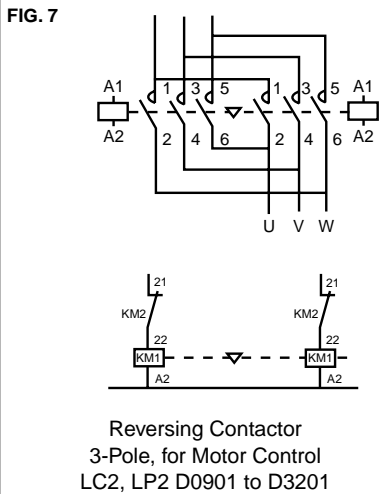 FIG. 7
1 3 5 1 3 5
A1 A1
A2 A2
2 4 6 2 4 6
U V W
21 21
KM2 KM2
22 22
KM1 KM1
A2 A2
Reversing Contactor
3-Pole, for Motor Control
LC2, LP2 D0901 to D3201